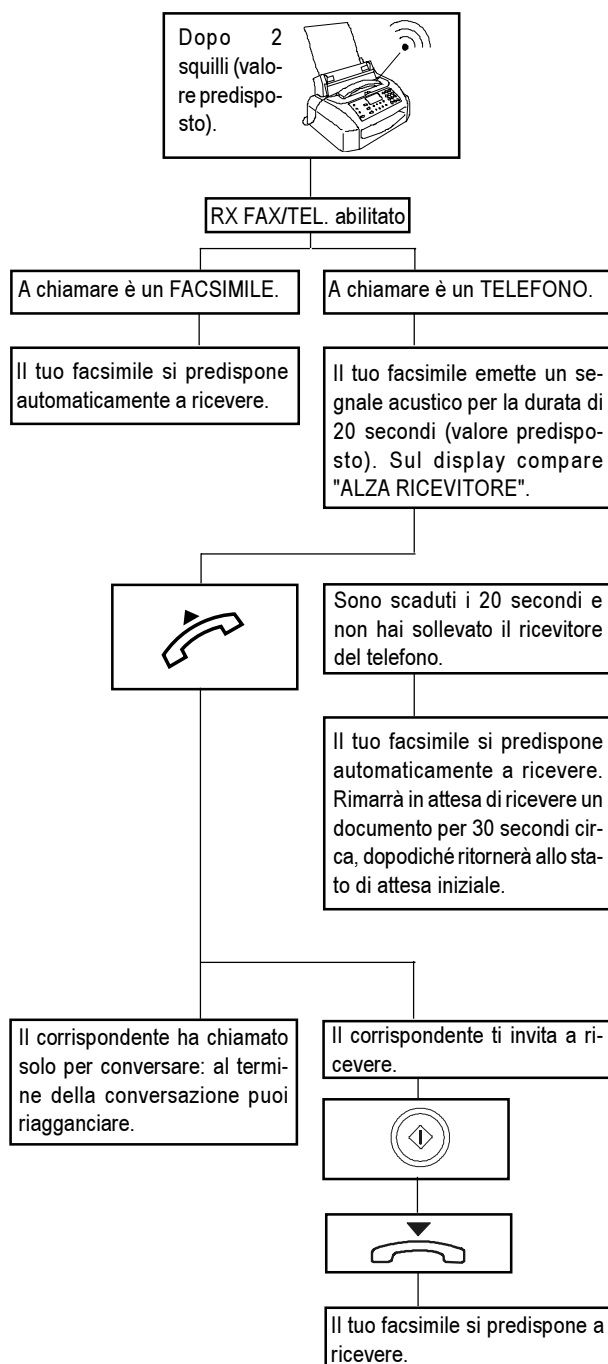 Dopo 2
squilli (valo-
re predispo-
sto).
RX FAX/TEL. abilitato
A chiamare è un FACSIMILE.
A chiamare è un TELEFONO.
Il tuo facsimile si predispone
automaticamente a ricevere.
Il tuo facsimile emette un se-
gnale acustico per la durata di
20 secondi (valore predispo-
sto). Sul display compare
"ALZA RICEVITORE".
Sono scaduti i 20 secondi e
non hai sollevato il ricevitore
del telefono.
Il tuo facsimile si predispone
automaticamente a ricevere.
Rimarrà in attesa di ricevere un
documento per 30 secondi cir-
ca, dopodiché ritornerà allo sta-
to di attesa iniziale.
Il corrispondente ha chiamato
solo per conversare: al termi-
ne della conversazione puoi
riagganciare.
Il corrispondente ti invita a ri-
cevere.
Il tuo facsimile si predispone a
ricevere.